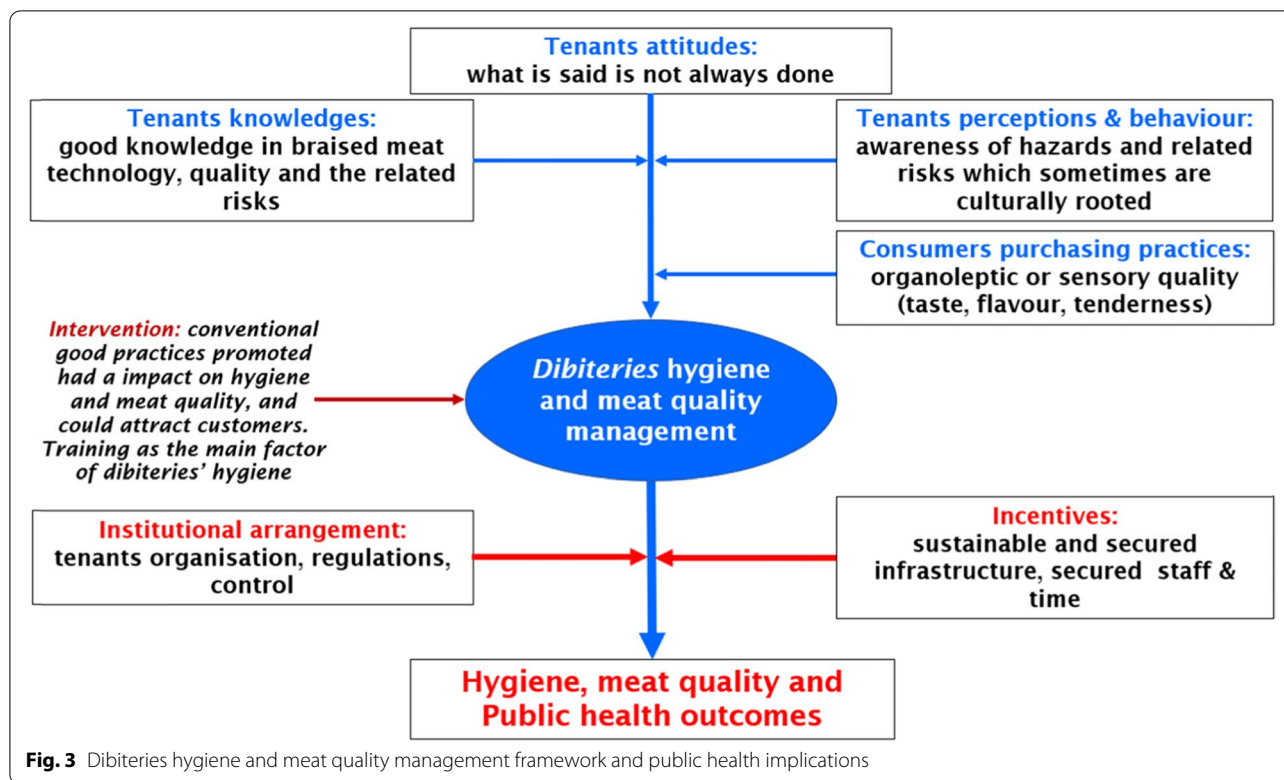 Tenants attitudes:
what is said is not always done
Tenants knowledges:
good knowledge in braised meat
technology, quality and the related
risks
Tenants perceptions & behaviour:
awareness of hazards and related
risks which sometimes are
culturally rooted
Consumers purchasing practices:
organoleptic or sensory quality
(taste, flavour, tenderness)
Intervention: conventional
good practices promoted
had a impact on hygiene
and meat quality, and
could attract customers.
Training as the main factor
of dibiteries' hygiene
Dibiteries hygiene
and meat quality
management
Institutional arrangement:
tenants organisation, regulations,
control
Incentives:
sustainable and secured
infrastructure, secured staff &
time
Hygiene, meat quality and
Public health outcomes
Fig. 3 Dibiteries hygiene and meat quality management framework and public health implications